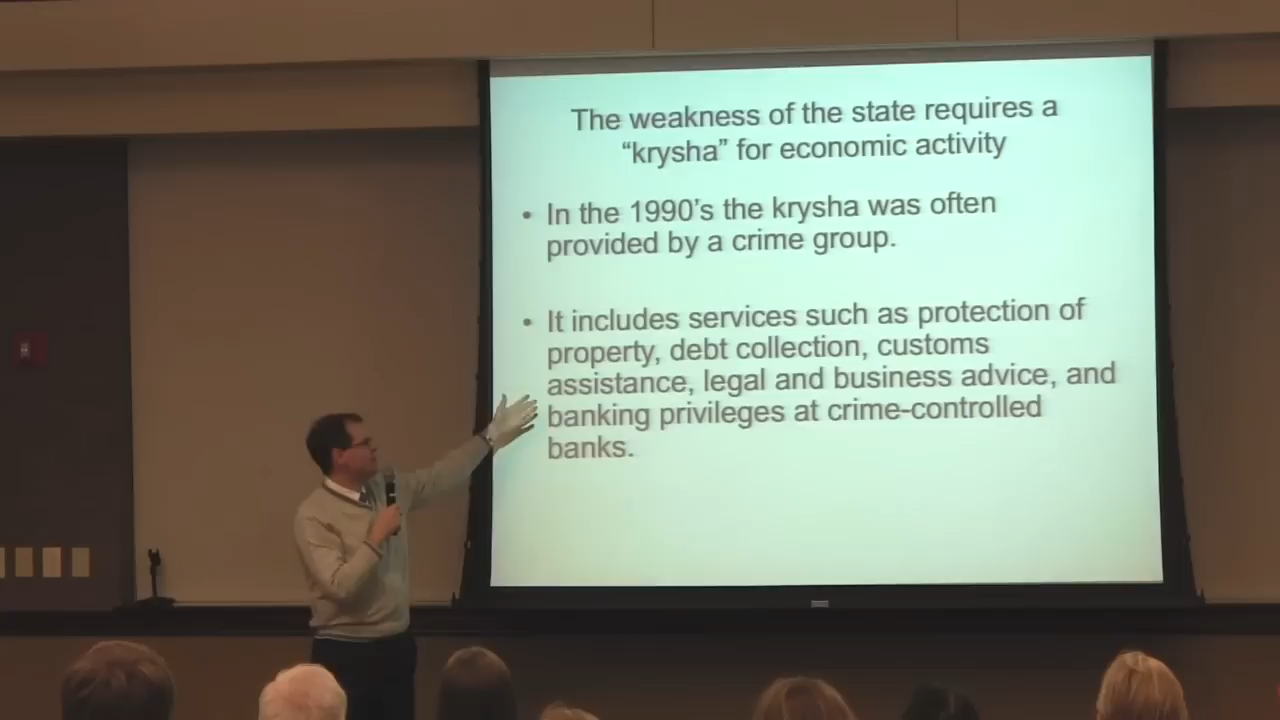 The weakness of the state requires a
“krysha” for economic activity
• In the 1990’s the krysha was often
provided by a crime group.
• It includes services such as protection of
property, debt collection, customs
assistance, legal and business advice, and
banking privileges at crime-controlled
banks.